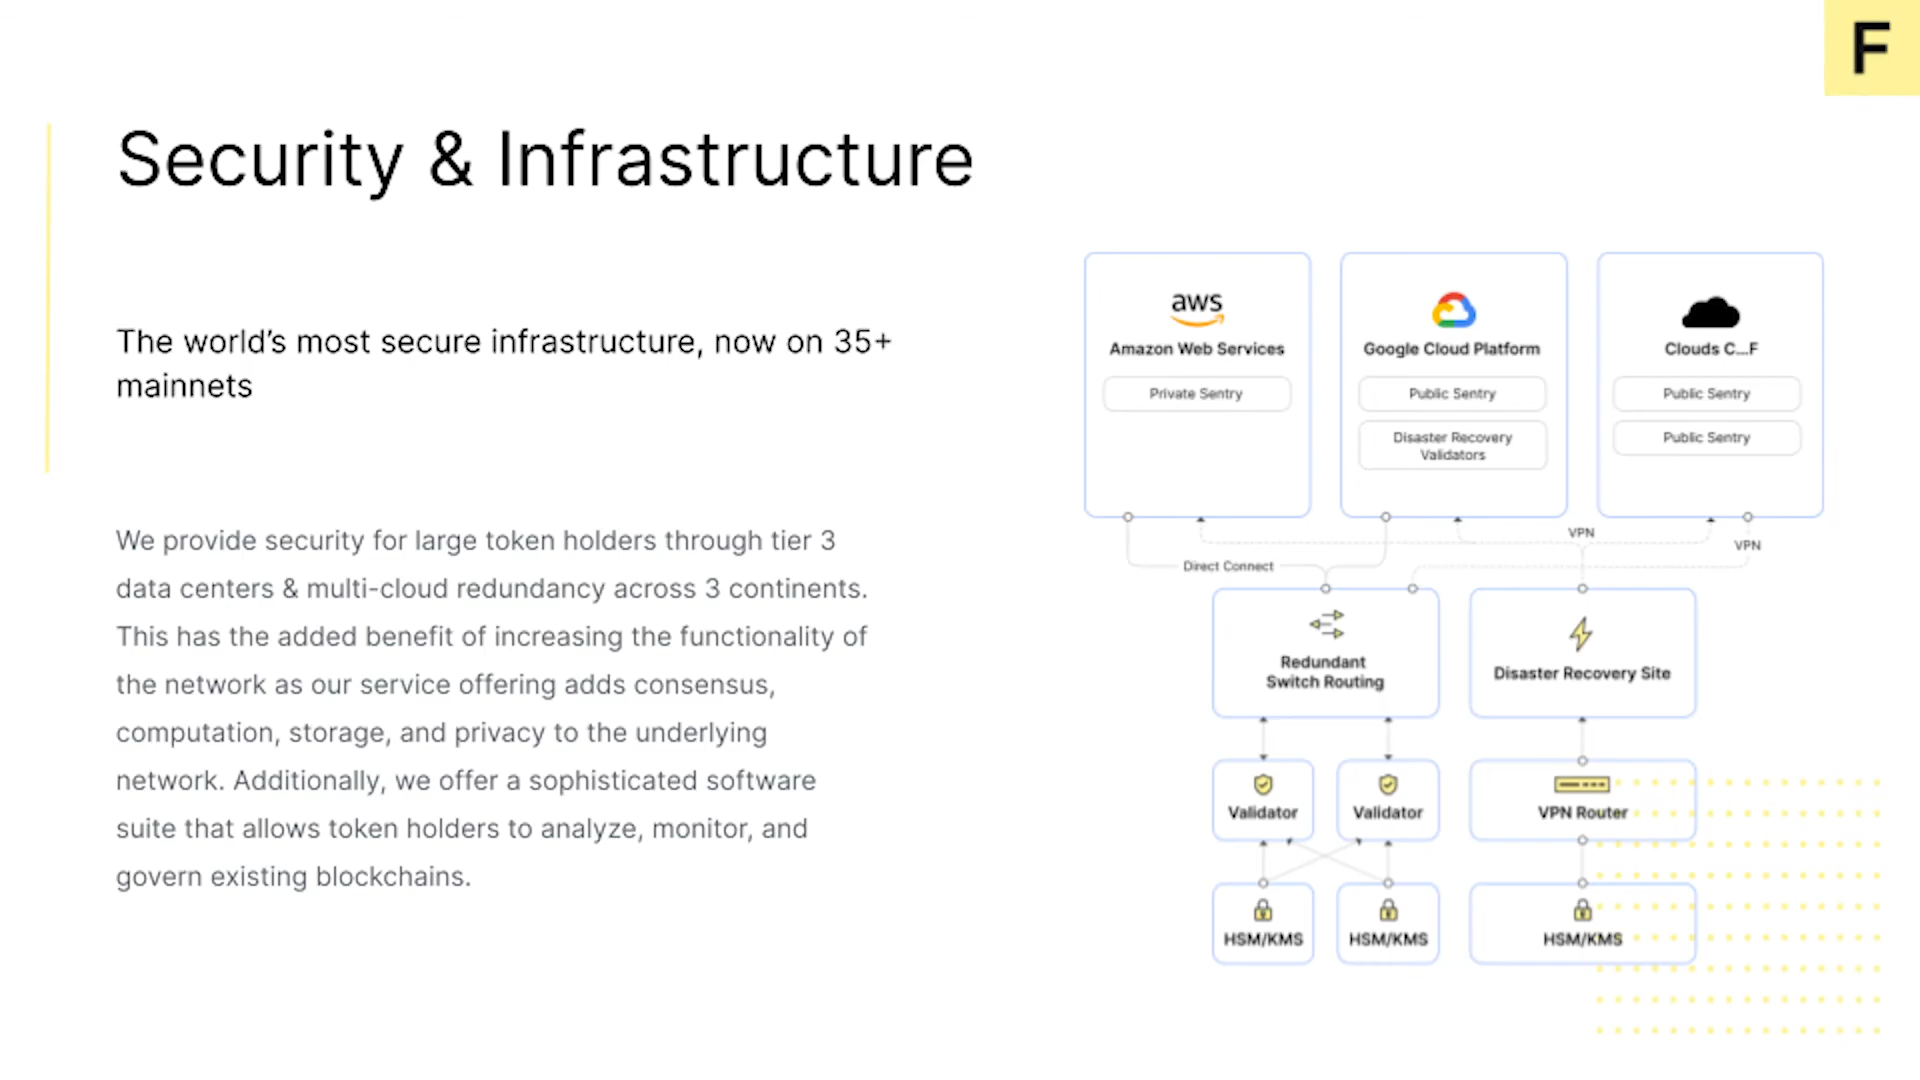 F
Security & Infrastructure
The world's most secure infrastructure, now on 35+
mainnets
We provide security for large token holders through tier 3
data centers & multi-cloud redundancy across 3 continents.
This has the added benefit of increasing the functionality of
the network as our service offering adds consensus,
computation, storage, and privacy to the underlying
network. Additionally, we offer a sophisticated software
suite that allows token holders to analyze, monitor, and
govern existing blockchains.
aws
Amazon Web Services
Private Sentry
Google Cloud Platform
Public Sentry
Disaster Recovery
Validators
Clouds C...F
Public Sentry
Public Sentry
VPN
VPN
Direct Connect
Redundant
Switch Routing
Disaster Recovery Site
Validator
Validator
VPN Router
HSM/KMS
HSM/KMS
HSM/KMS